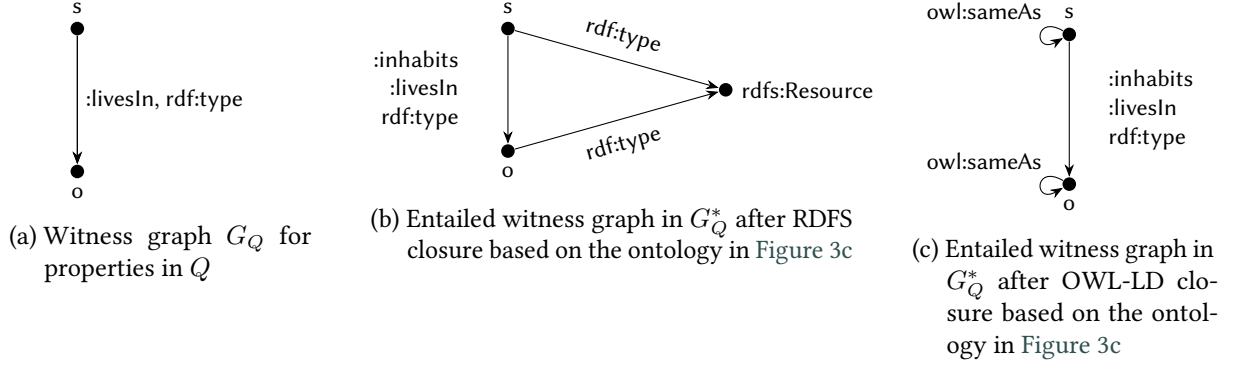 s
:livesIn, rdf:type
o
(a) Witness graph G_Q for
properties in Q
s
rdf:type
:inhabits
:livesIn
rdf:type
rdfs:Resource
rdf:type
o
(b) Entailed witness graph in G*_Q after RDFS
closure based on the ontology in Figure 3c
owl:sameAs
s
:inhabits
:livesIn
rdf:type
owl:sameAs
o
(c) Entailed witness graph in
G*_Q after OWL-LD clo-
sure based on the ontol-
ogy in Figure 3c